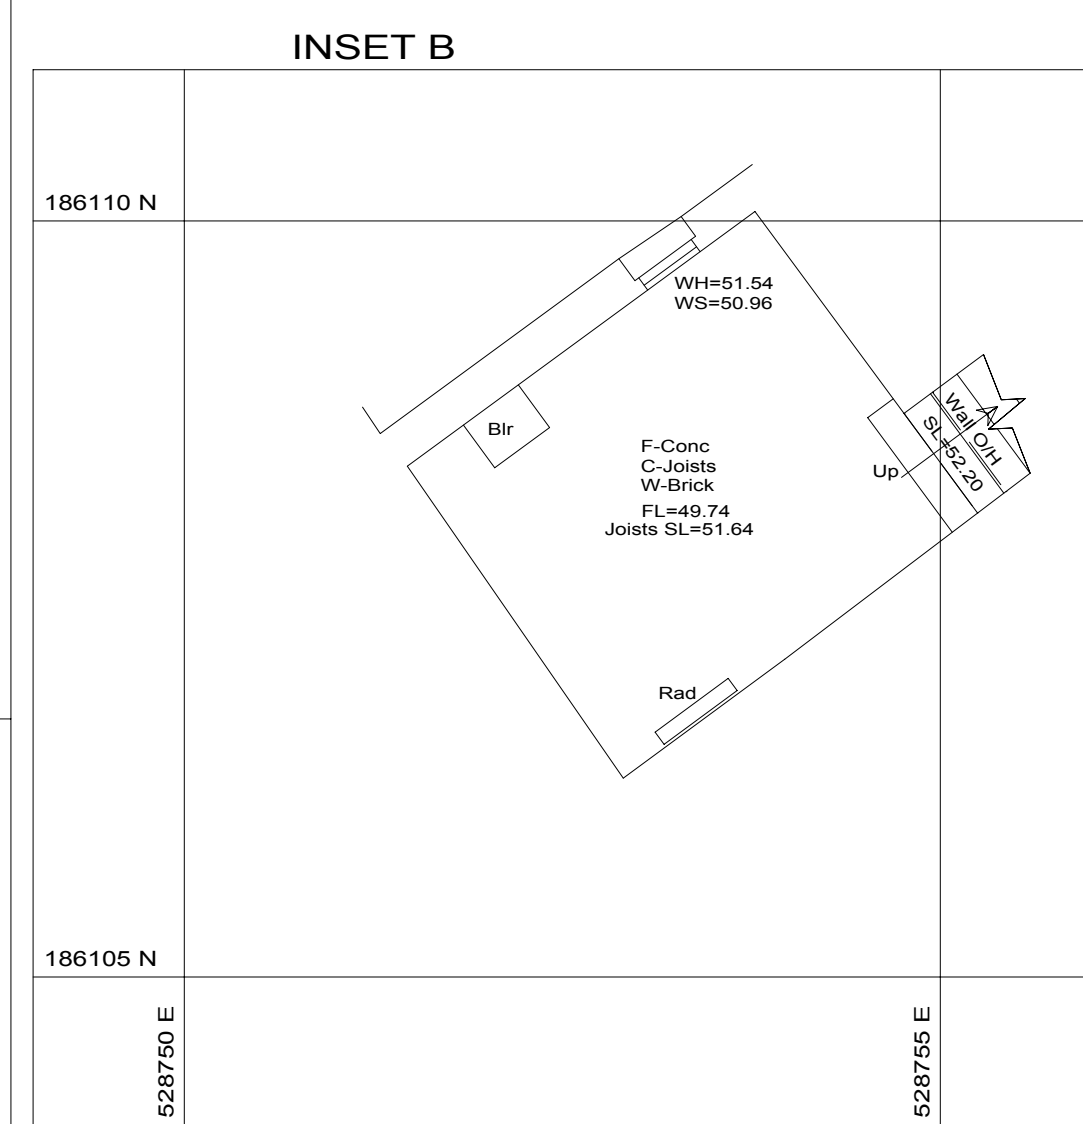 INSET B
186110 N
WH=51.54
WS=50.96
Wall O/H
SL=52.20
Blr
F-Conc
C-Joists
W-Brick
FL=49.74
Joists SL=51.64
Up
Rad
186105 N
528750 E
528755 E